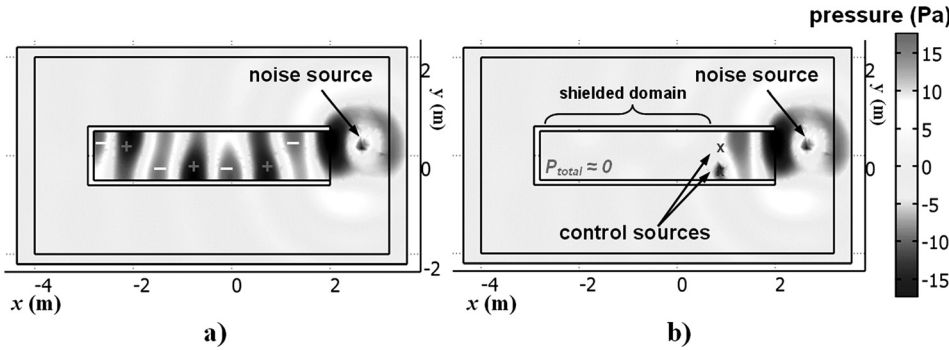 pressure (Pa)
noise source
+
+
+
−
−
−
−
2
0
-2
y (m)
-4
-2
0
2
x (m)
a)
shielded domain
noise source
x
x
P_total ≈ 0
control sources
2
0
-2
y (m)
-4
-2
0
2
x (m)
b)
15
10
5
0
-5
-10
-15